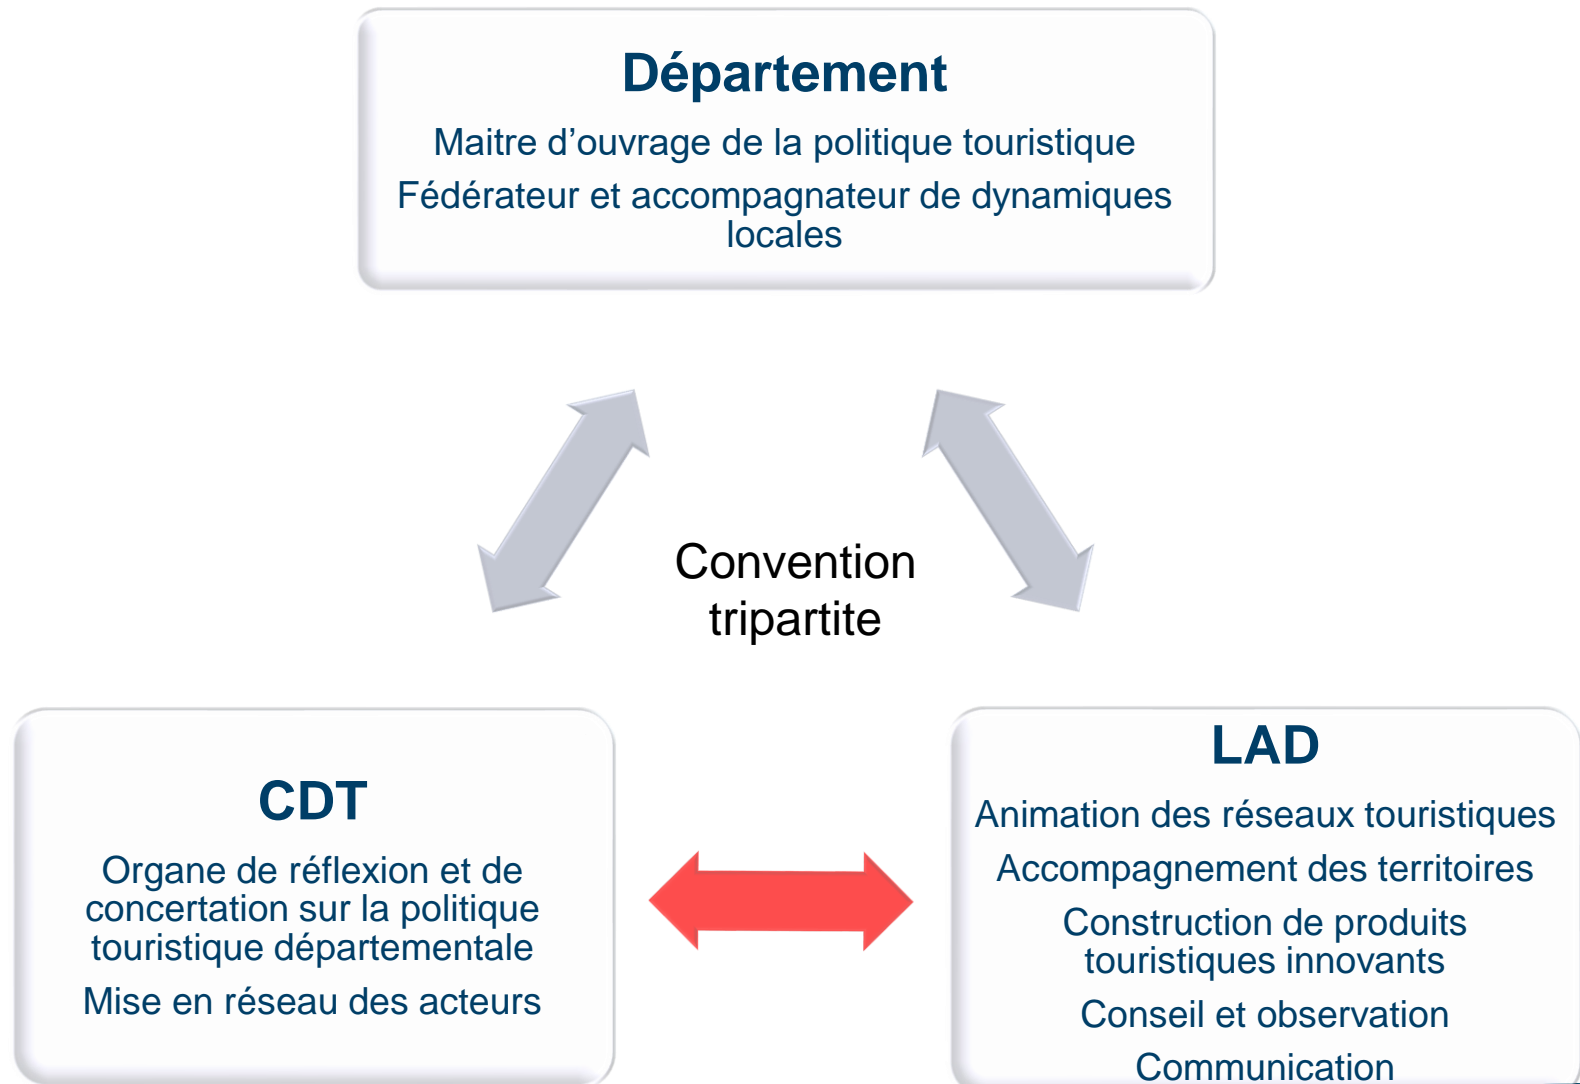 Département
Maitre d’ouvrage de la politique touristique
Fédérateur et accompagnateur de dynamiques
locales
Convention
tripartite
CDT
Organe de réflexion et de
concertation sur la politique
touristique départementale
Mise en réseau des acteurs
LAD
Animation des réseaux touristiques
Accompagnement des territoires
Construction de produits
touristiques innovants
Conseil et observation
Communication